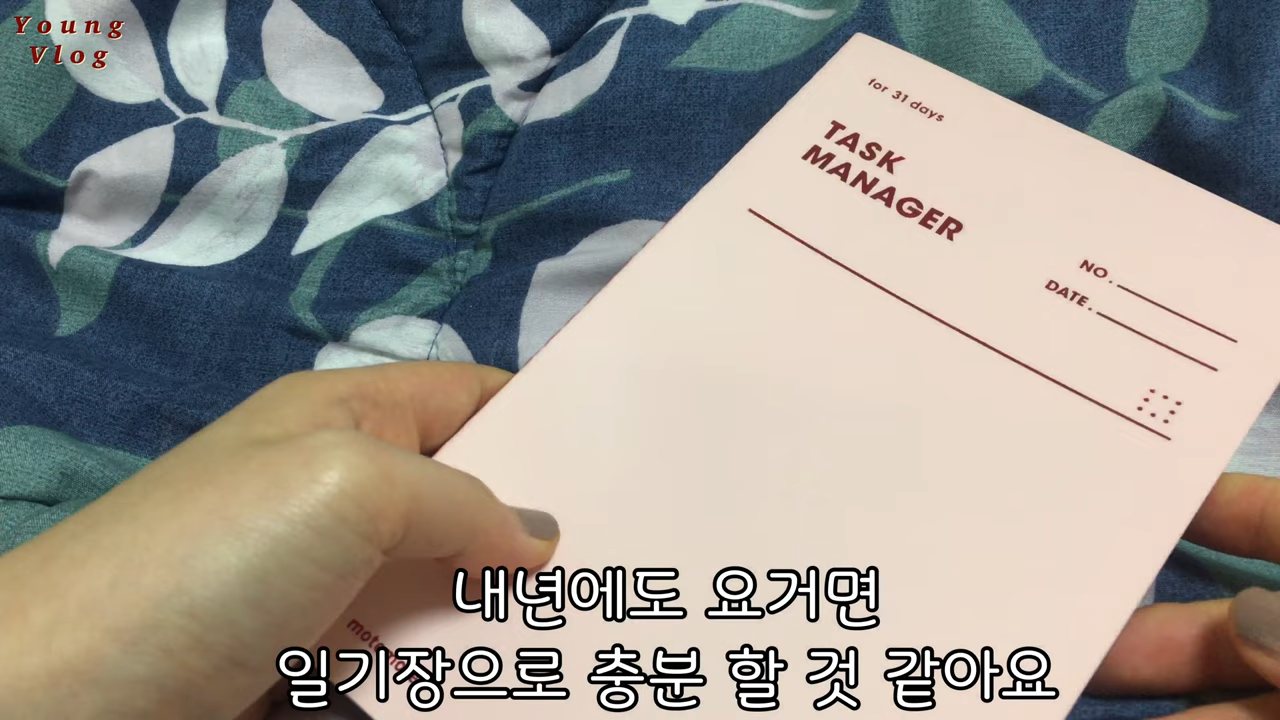 Young
Vlog
for 31 days
TASK
MANAGER
NO.
DATE.
내년에도 요거면
일기장으로 충분 할 것 같아요